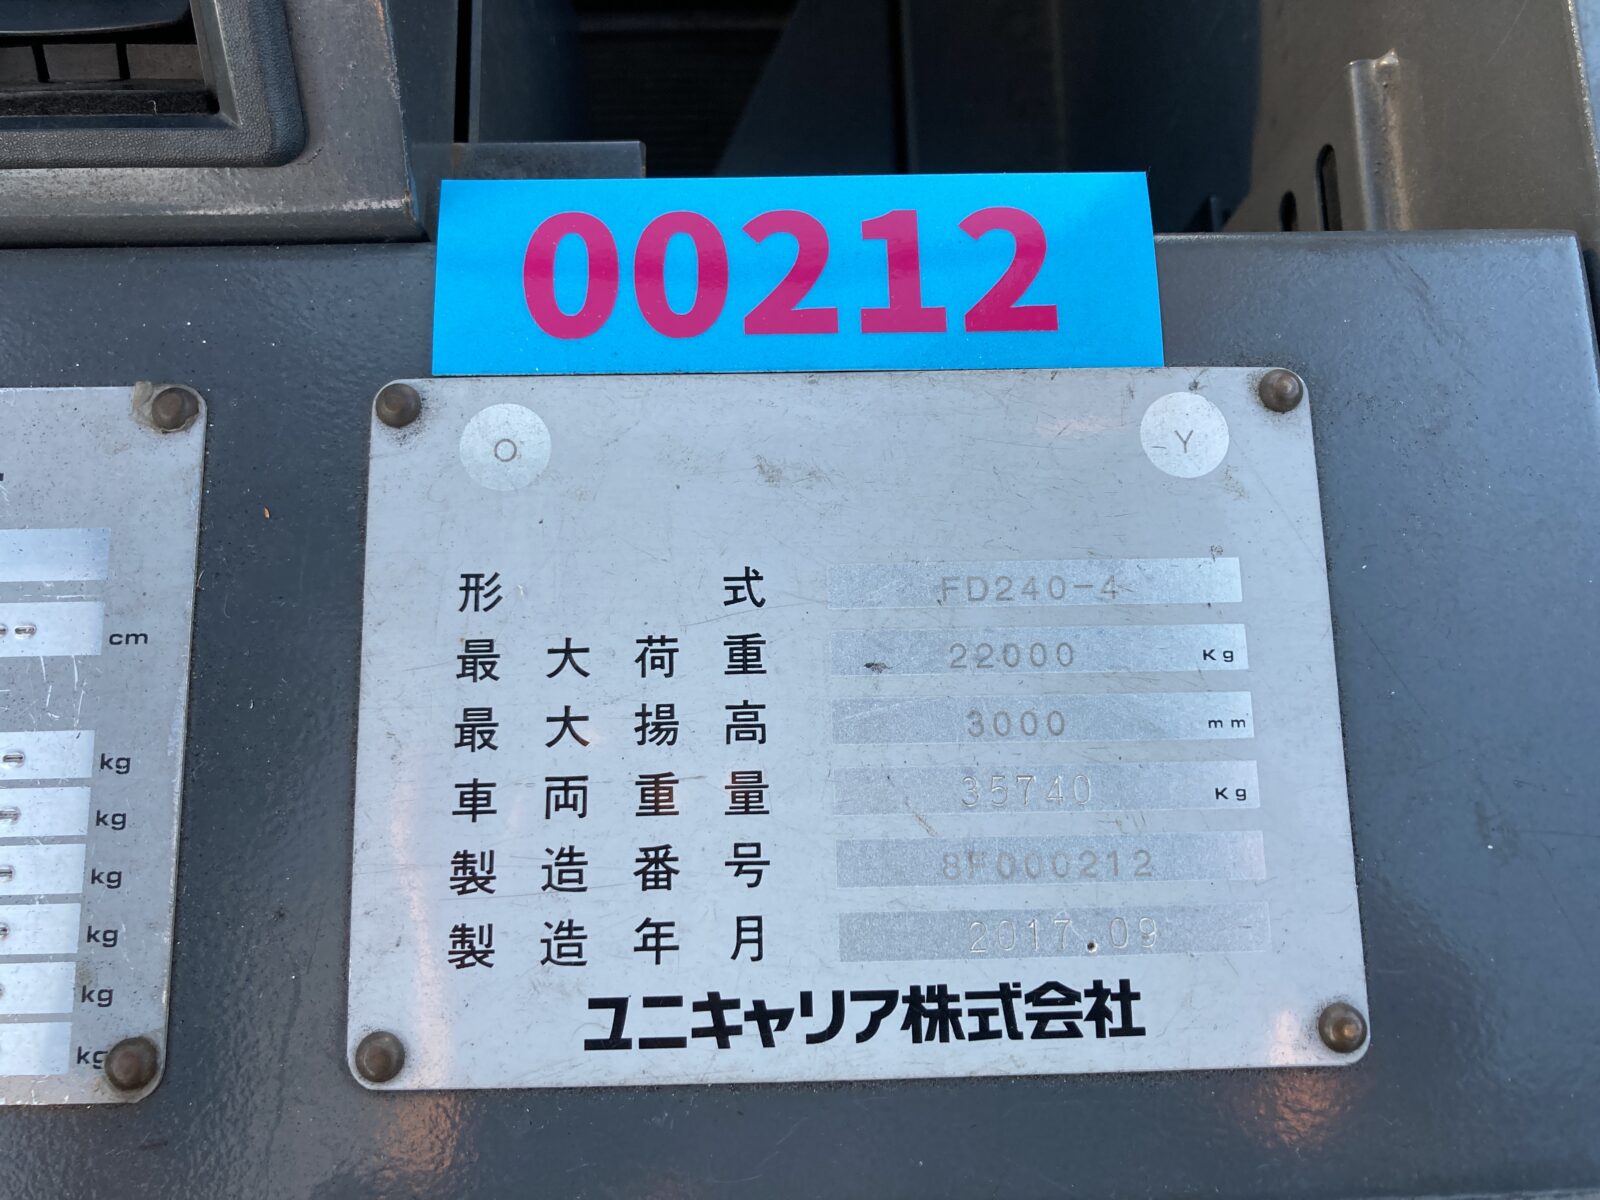 00212
O
Y
形式 FD240-4
最大荷重 22000 Kg
最大揚高 3000 mm
車両重量 35740 Kg
製造番号 8F000212
製造年月 2017.09
ユニキャリア株式会社
cm
kg
kg
kg
kg
kg
kg